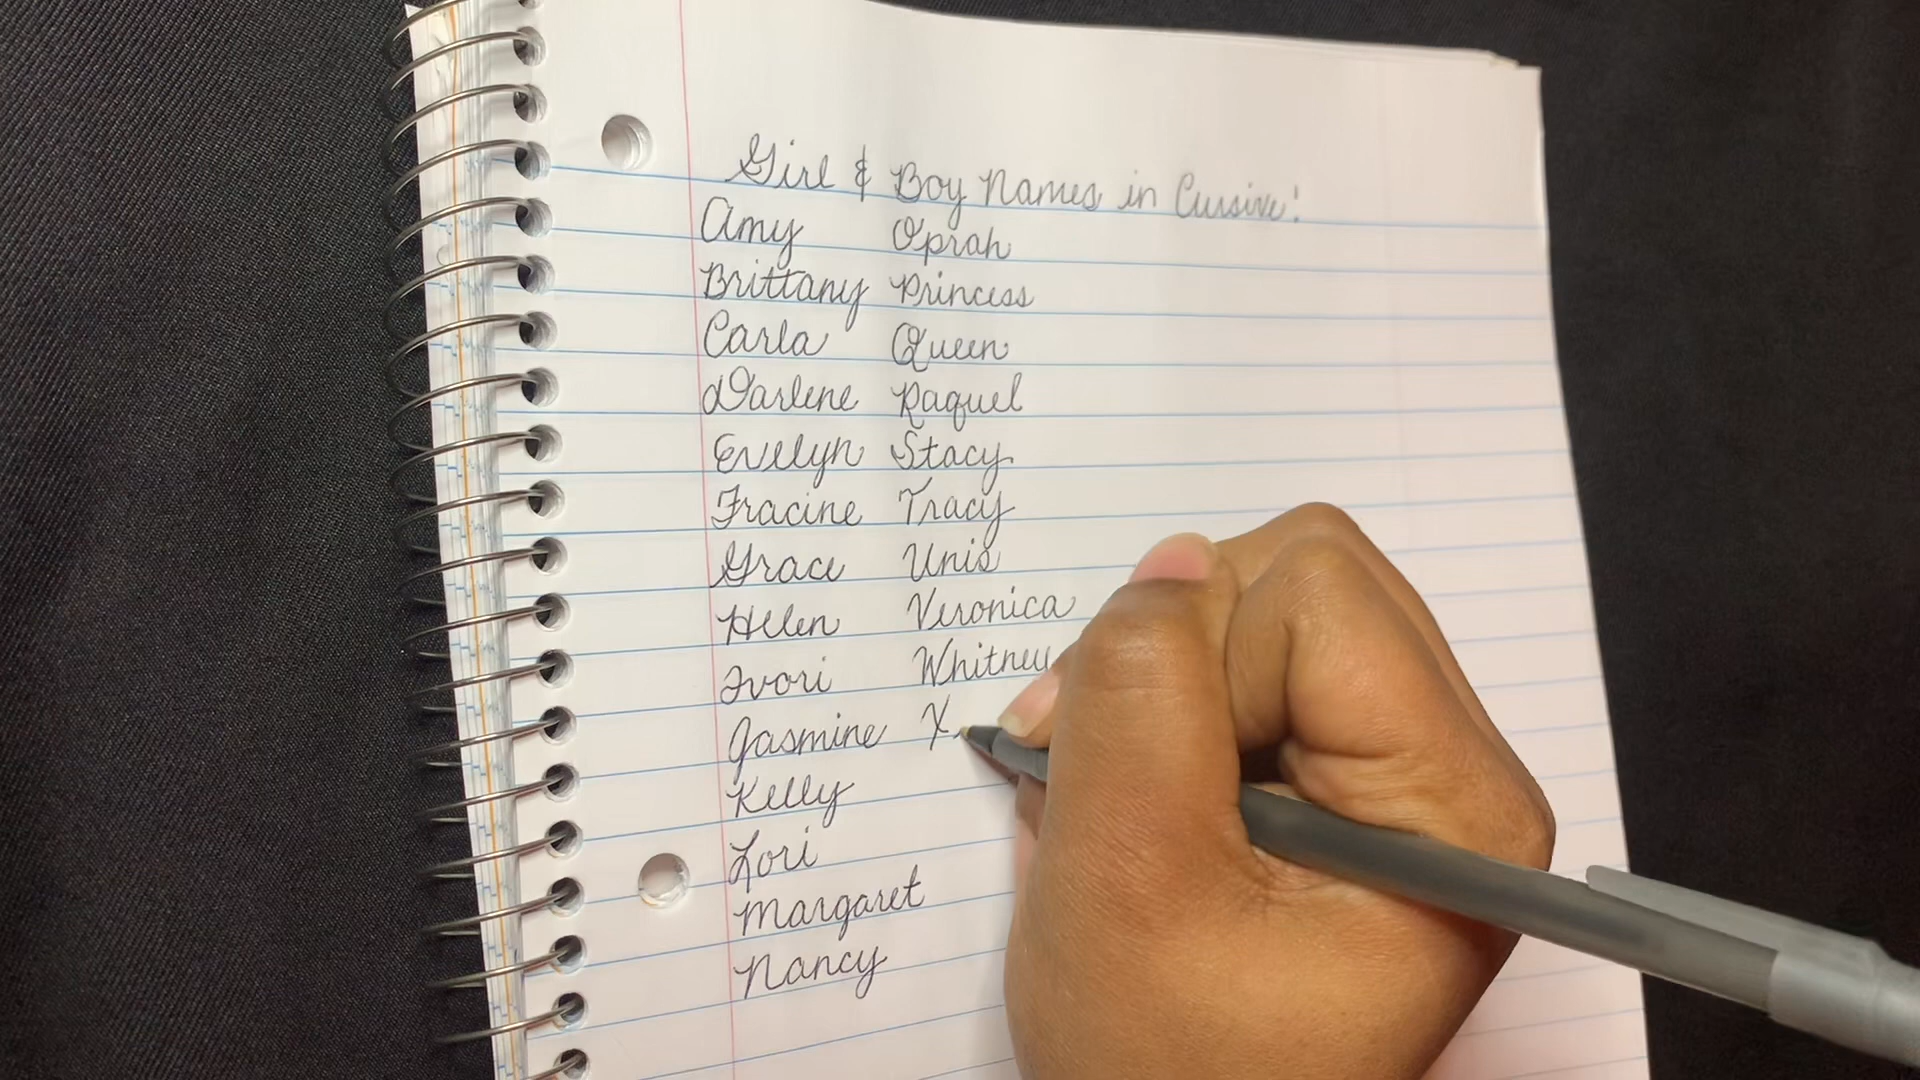 Girl & Boy Names in Cursive:
Amy Oprah
Brittany Princess
Carla Queen
Darlene Raquel
Evelyn Stacy
Fracine Tracy
Grace Unis
Helen Veronica
Ivori
Jasmine X
Kelly
Lori
Margaret
Nancy